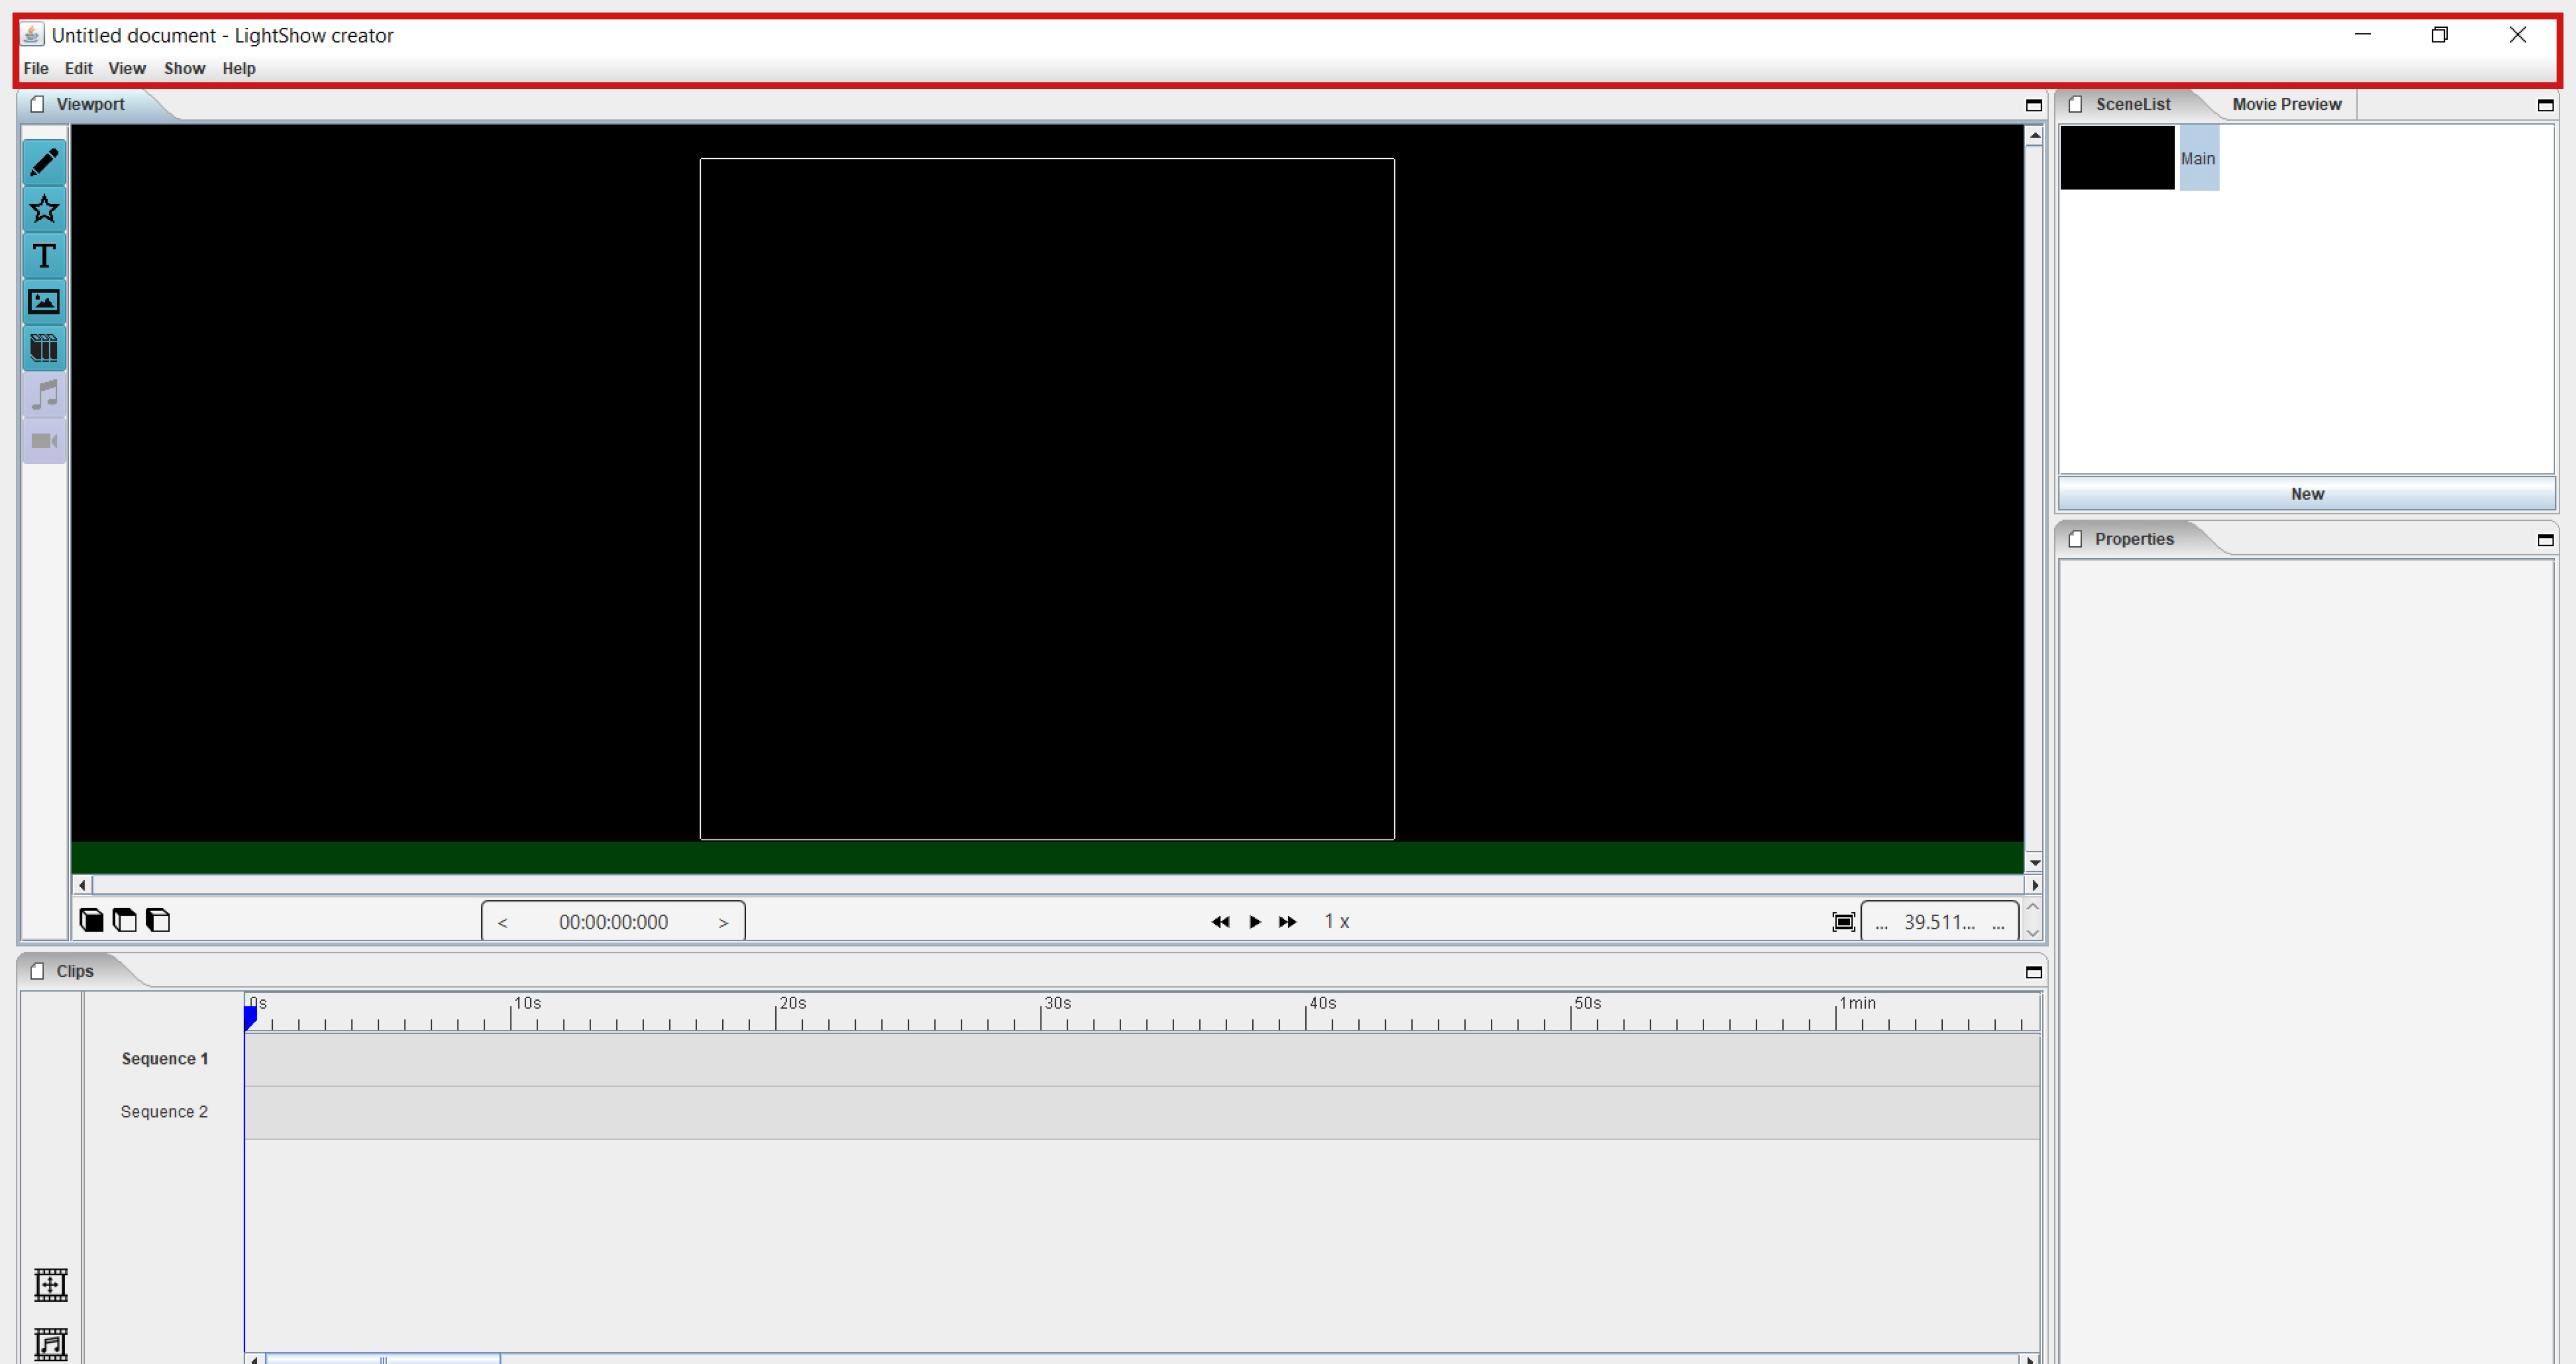 Untitled document - LightShow creator
File Edit View Show Help
Viewport
SceneList Movie Preview
Main
T
New
Properties
< 00:00:00:000 >
1 x
... 39.511... ...
Clips
0s 10s 20s 30s 40s 50s 1min
Sequence 1
Sequence 2